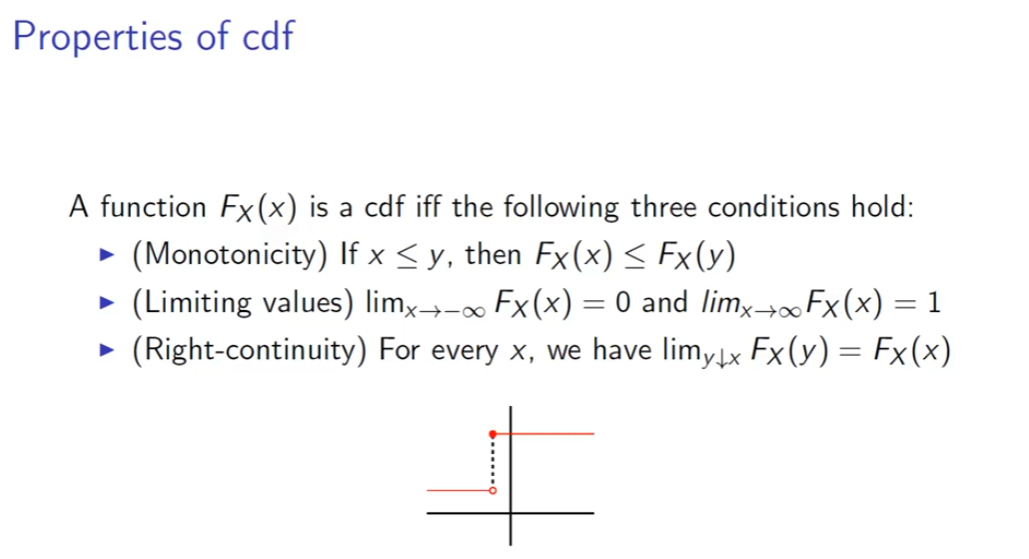 Properties of cdf
A function F_X(x) is a cdf iff the following three conditions hold:
▶ (Monotonicity) If x ≤ y, then F_X(x) ≤ F_X(y)
▶ (Limiting values) lim_{x→−∞} F_X(x) = 0 and lim_{x→∞} F_X(x) = 1
▶ (Right-continuity) For every x, we have lim_{y↓x} F_X(y) = F_X(x)